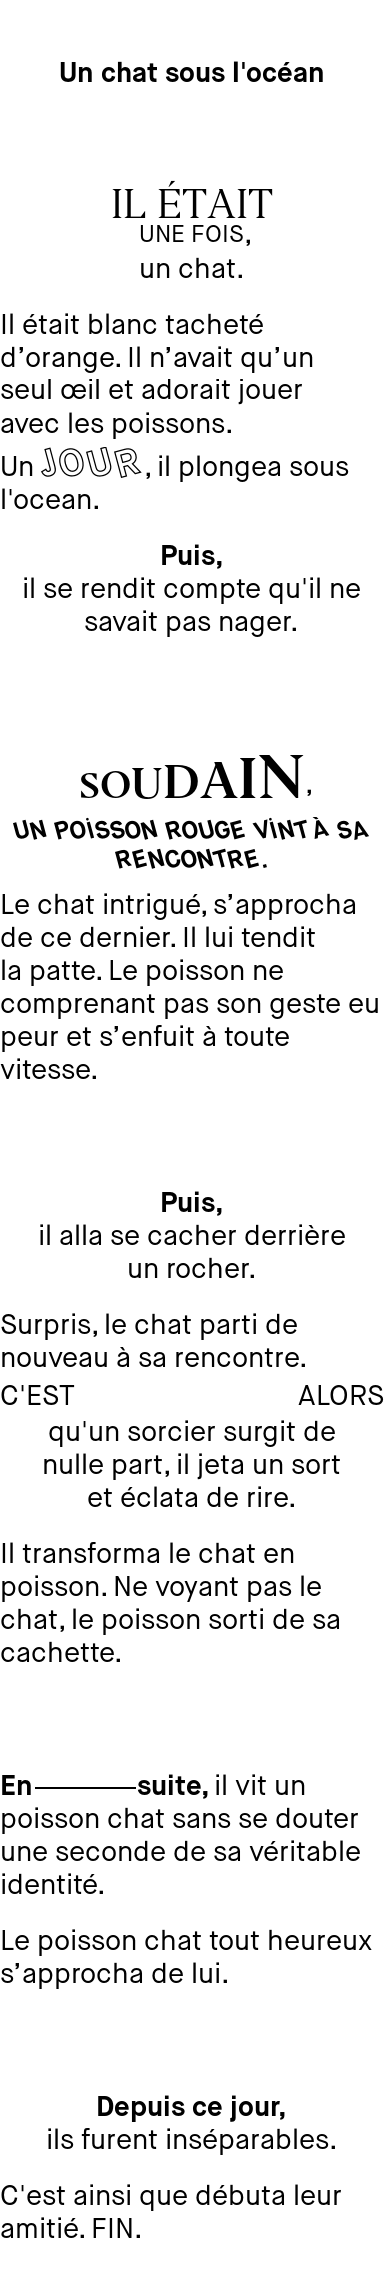 Un chat sous l'océan
IL ÉTAIT
UNE FOIS,
un chat.
Il était blanc tacheté
d’orange. Il n’avait qu’un
seul œil et adorait jouer
avec les poissons.
Un JOUR, il plongea sous
l'ocean.
Puis,
il se rendit compte qu'il ne
savait pas nager.
SOUDAIN,
UN POISSON ROUGE VINT À SA
RENCONTRE.
Le chat intrigué, s’approcha
de ce dernier. Il lui tendit
la patte. Le poisson ne
comprenant pas son geste eu
peur et s’enfuit à toute
vitesse.
Puis,
il alla se cacher derrière
un rocher.
Surpris, le chat parti de
nouveau à sa rencontre.
C'EST ALORS
qu'un sorcier surgit de
nulle part, il jeta un sort
et éclata de rire.
Il transforma le chat en
poisson. Ne voyant pas le
chat, le poisson sorti de sa
cachette.
En———suite, il vit un
poisson chat sans se douter
une seconde de sa véritable
identité.
Le poisson chat tout heureux
s’approcha de lui.
Depuis ce jour,
ils furent inséparables.
C'est ainsi que débuta leur
amitié. FIN.